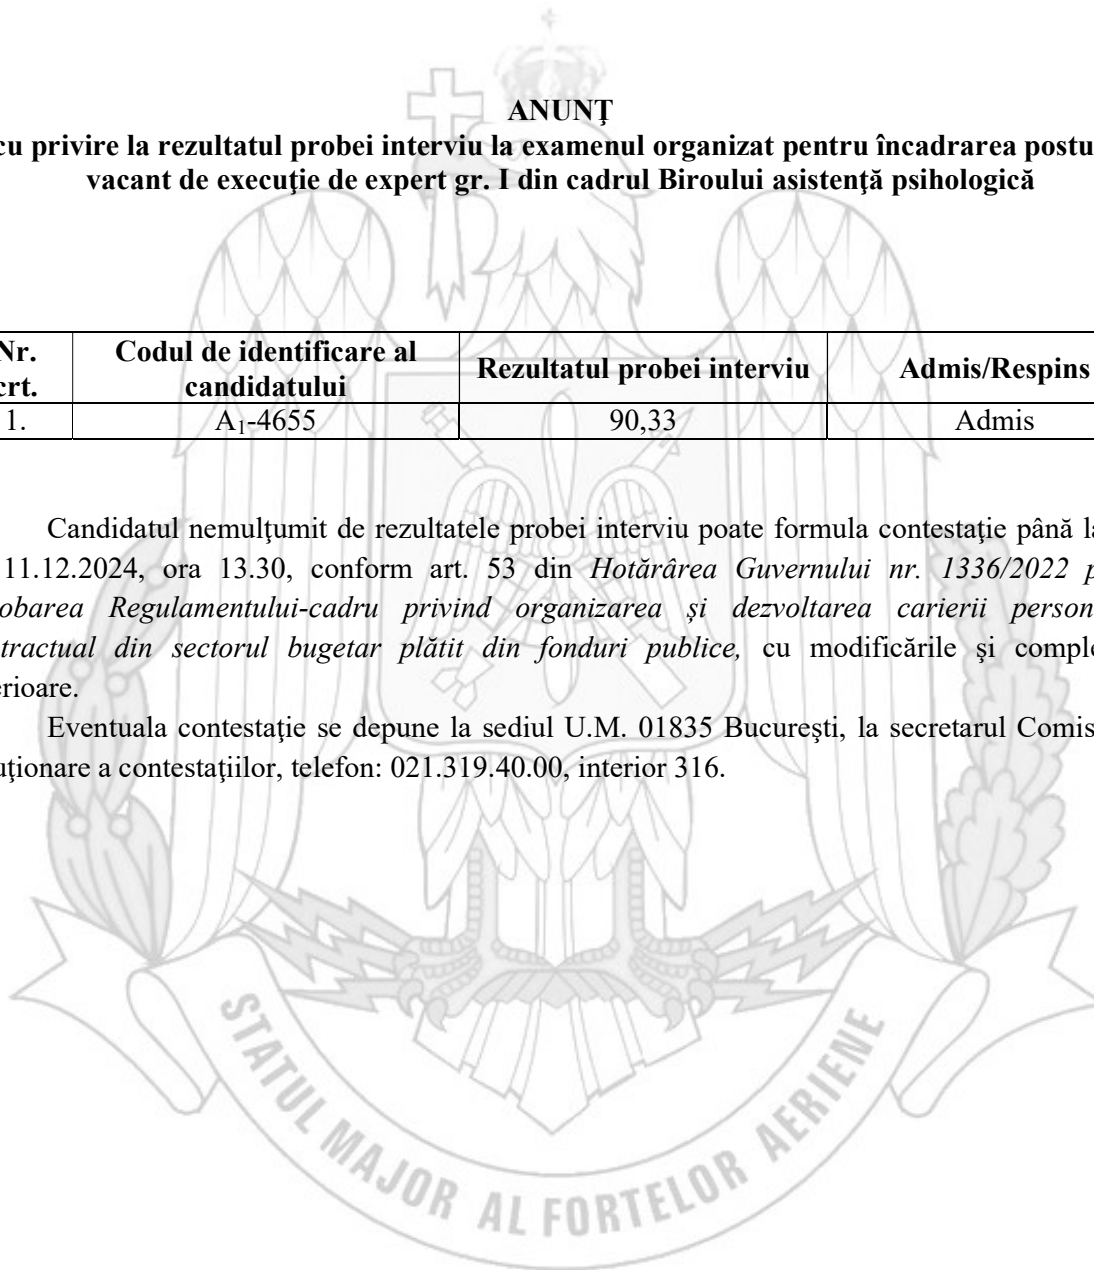 ANUNŢ
cu privire la rezultatul probei interviu la examenul organizat pentru încadrarea postu
vacant de execuţie de expert gr. I din cadrul Biroului asistenţă psihologică
Nr. crt. Codul de identificare al candidatului Rezultatul probei interviu Admis/Respins
1. A1-4655 90,33 Admis
Candidatul nemulţumit de rezultatele probei interviu poate formula contestaţie până la
11.12.2024, ora 13.30, conform art. 53 din Hotărârea Guvernului nr. 1336/2022 p
obarea Regulamentului-cadru privind organizarea și dezvoltarea carierii person
tractual din sectorul bugetar plătit din fonduri publice, cu modificările şi comple
erioare.
Eventuala contestaţie se depune la sediul U.M. 01835 Bucureşti, la secretarul Comis
uţionare a contestaţiilor, telefon: 021.319.40.00, interior 316.
STATUL MAJOR AL FORTELOR AERIENE